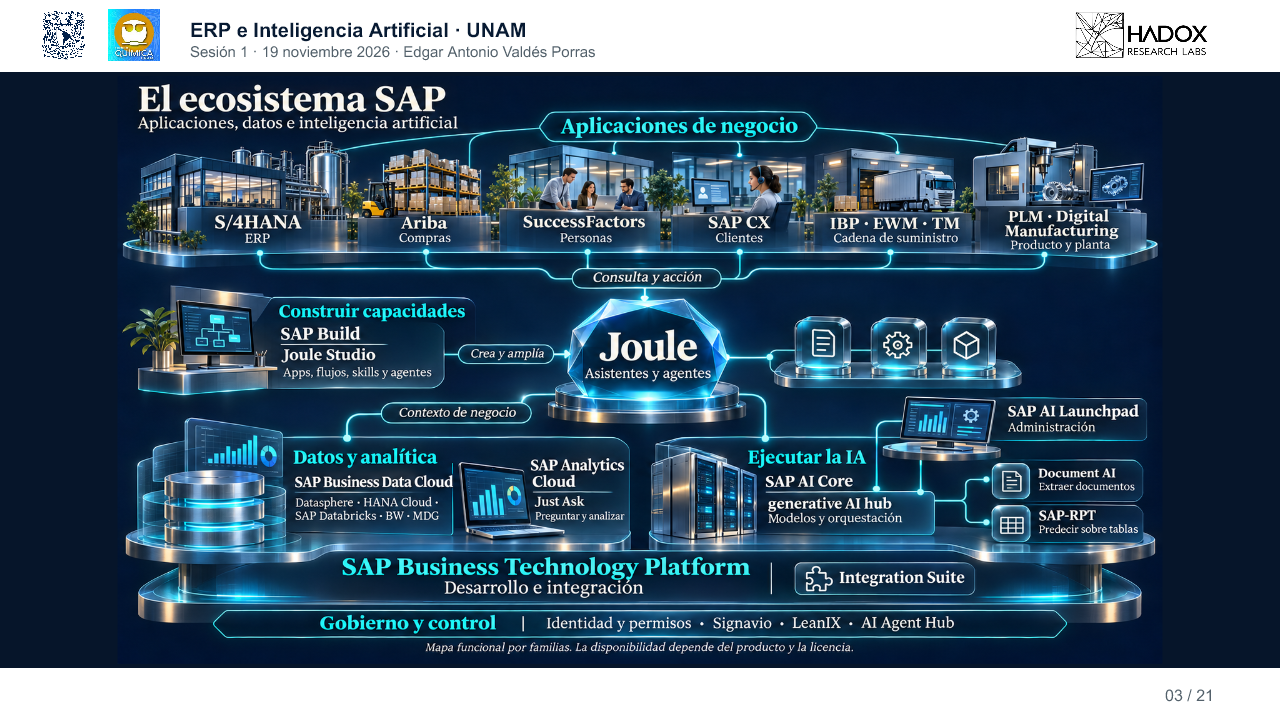 ERP e Inteligencia Artificial · UNAM
Sesión 1 · 19 noviembre 2026 · Edgar Antonio Valdés Porras
QUÍMICA
HADOX
RESEARCH LABS
El ecosistema SAP
Aplicaciones, datos e inteligencia artificial
Aplicaciones de negocio
S/4HANA
ERP
Ariba
Compras
SuccessFactors
Personas
SAP CX
Clientes
IBP · EWM · TM
Cadena de suministro
PLM · Digital
Manufacturing
Producto y planta
Consulta y acción
Construir capacidades
SAP Build
Joule Studio
Apps, flujos, skills y agentes
Crea y amplía
Joule
Asistentes y agentes
Contexto de negocio
Datos y analítica
SAP Business Data Cloud
Datasphere · HANA Cloud ·
SAP Databricks · BW · MDG
SAP Analytics
Cloud
Just Ask
Preguntar y analizar
Ejecutar la IA
SAP AI Core
generative AI hub
Modelos y orquestación
SAP AI Launchpad
Administración
Document AI
Extraer documentos
SAP-RPT
Predecir sobre tablas
SAP Business Technology Platform
Desarrollo e integración
Integration Suite
Gobierno y control | Identidad y permisos • Signavio • LeanIX • AI Agent Hub
Mapa funcional por familias. La disponibilidad depende del producto y la licencia.
03 / 21